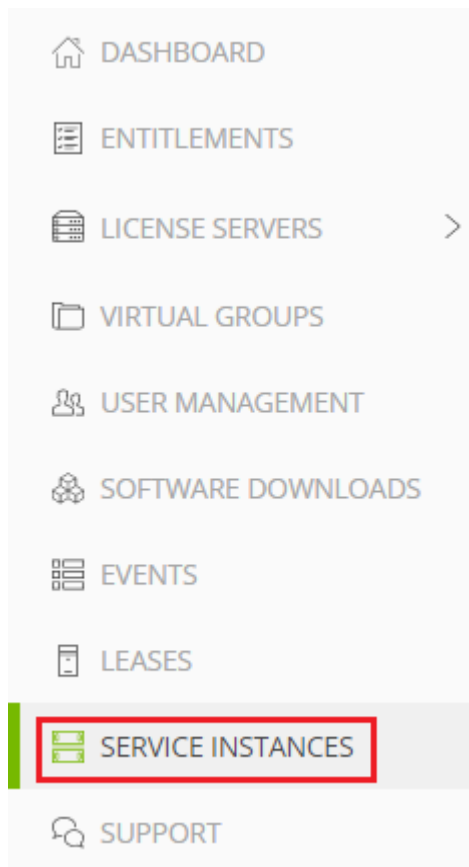 DASHBOARD
ENTITLEMENTS
LICENSE SERVERS
VIRTUAL GROUPS
USER MANAGEMENT
SOFTWARE DOWNLOADS
EVENTS
LEASES
SERVICE INSTANCES
SUPPORT